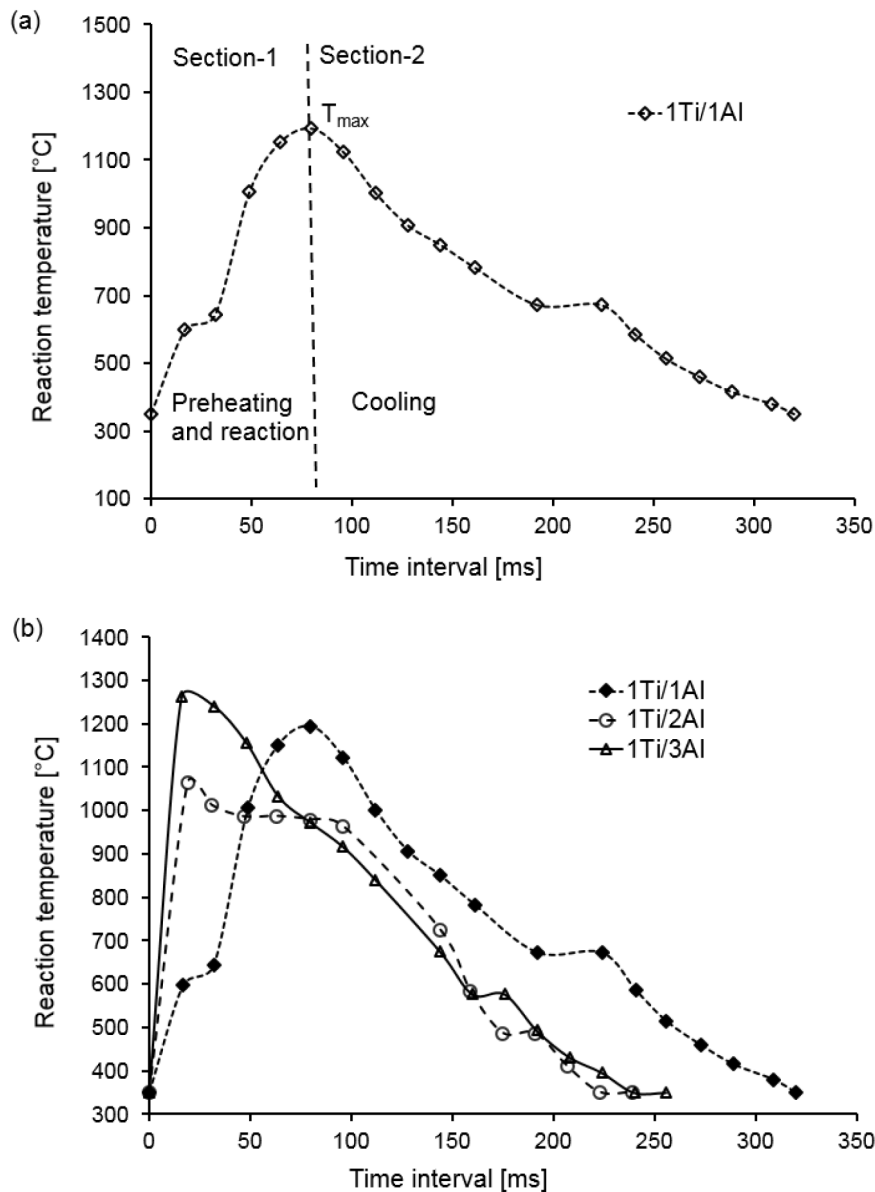 (a)
1500
1300
1100
900
700
500
300
100
Reaction temperature [°C]
Section-1
Section-2
Tmax
1Ti/1Al
Preheating
and reaction
Cooling
0 50 100 150 200 250 300 350
Time interval [ms]
(b)
1400
1300
1200
1100
1000
900
800
700
600
500
400
300
Reaction temperature [°C]
1Ti/1Al
1Ti/2Al
1Ti/3Al
0 50 100 150 200 250 300 350
Time interval [ms]